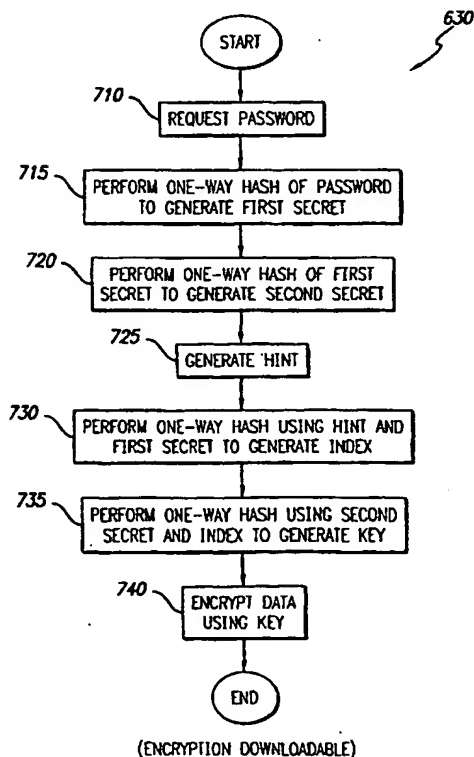 630
START
710
REQUEST PASSWORD
715
PERFORM ONE-WAY HASH OF PASSWORD
TO GENERATE FIRST SECRET
720
PERFORM ONE-WAY HASH OF FIRST
SECRET TO GENERATE SECOND SECRET
725
GENERATE HINT
730
PERFORM ONE-WAY HASH USING HINT AND
FIRST SECRET TO GENERATE INDEX
735
PERFORM ONE-WAY HASH USING SECOND
SECRET AND INDEX TO GENERATE KEY
740
ENCRYPT DATA
USING KEY
END
(ENCRYPTION DOWNLOADABLE)